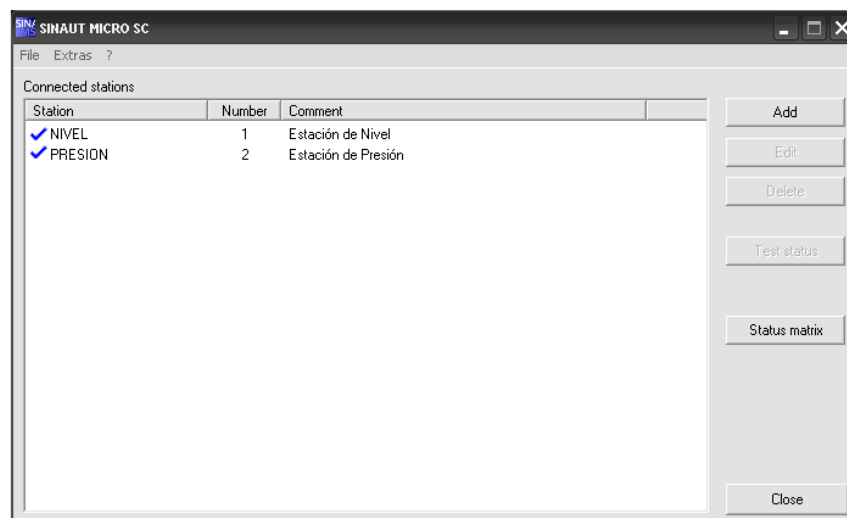 SINAUT MICRO SC
File Extras ?
Connected stations
Station Number Comment
NIVEL 1 Estación de Nivel
PRESION 2 Estación de Presión
Add
Edit
Delete
Test status
Status matrix
Close